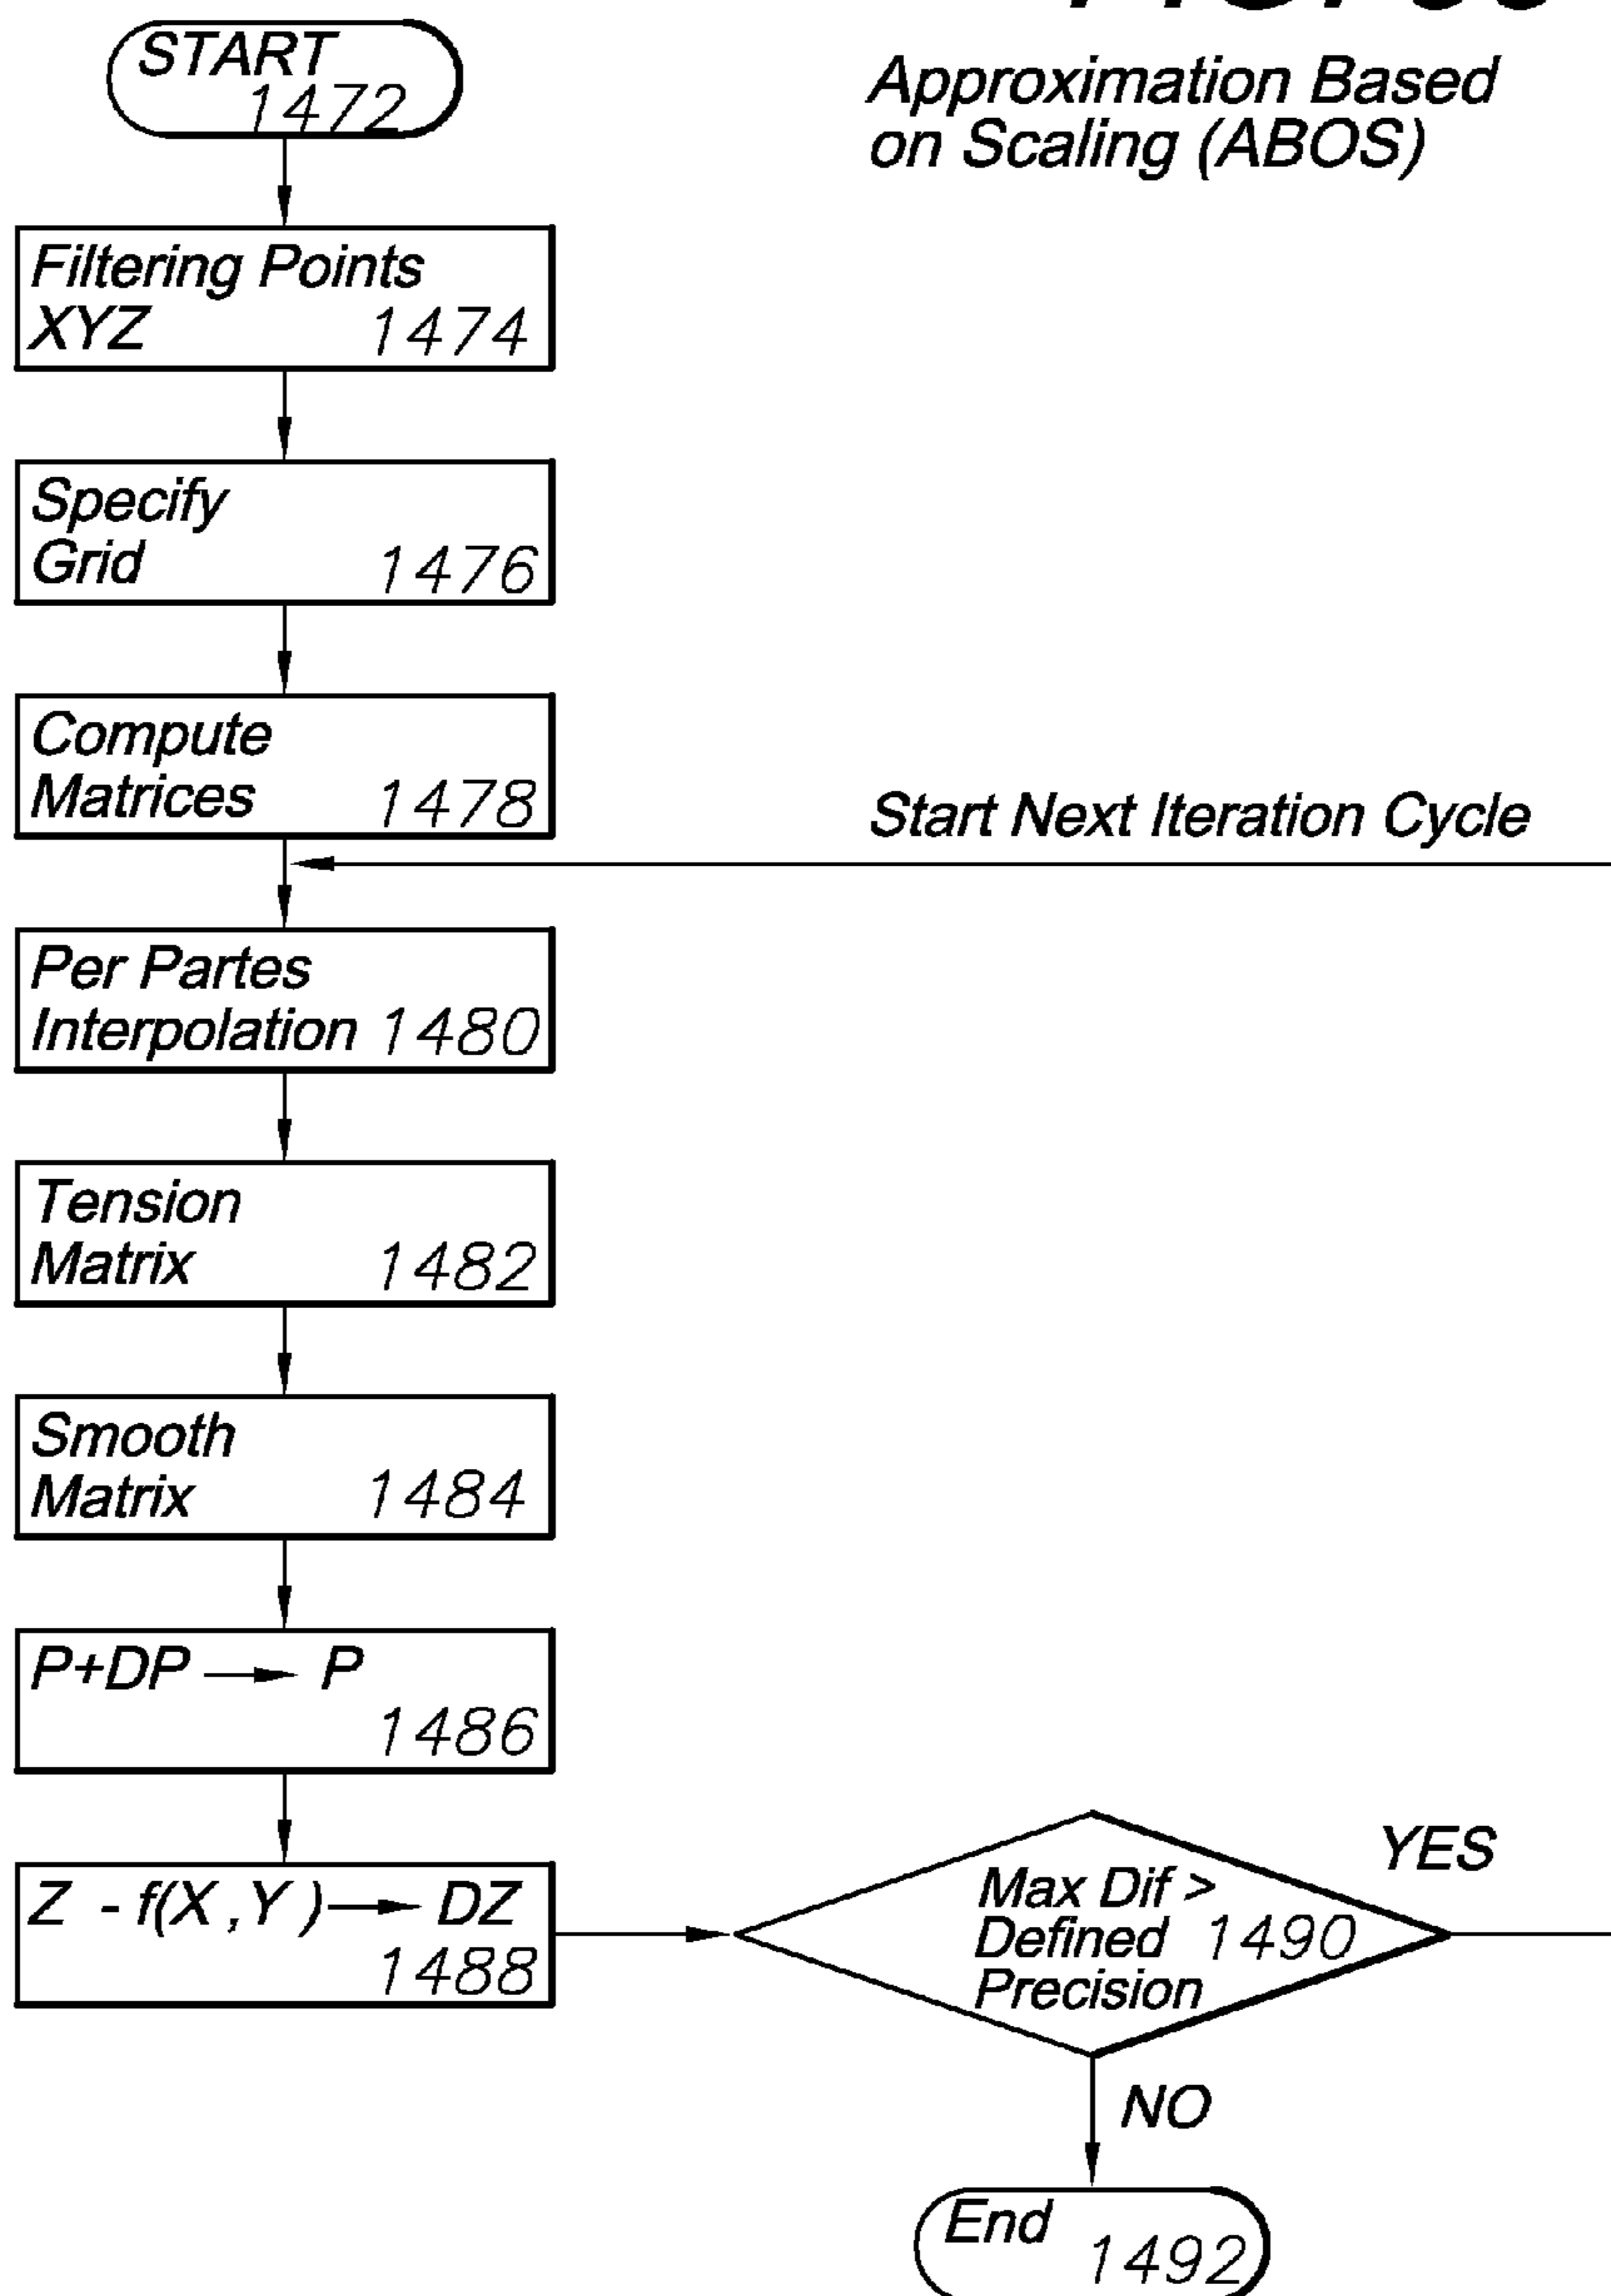 Approximation Based
on Scaling (ABOS)
START
1472
Filtering Points
XYZ 1474
Specify
Grid 1476
Compute
Matrices 1478
Start Next Iteration Cycle
Per Partes
Interpolation 1480
Tension
Matrix 1482
Smooth
Matrix 1484
P+DP → P
1486
Z - f(X,Y) → DZ
1488
Max Dif >
Defined 1490
Precision
YES
NO
End
1492